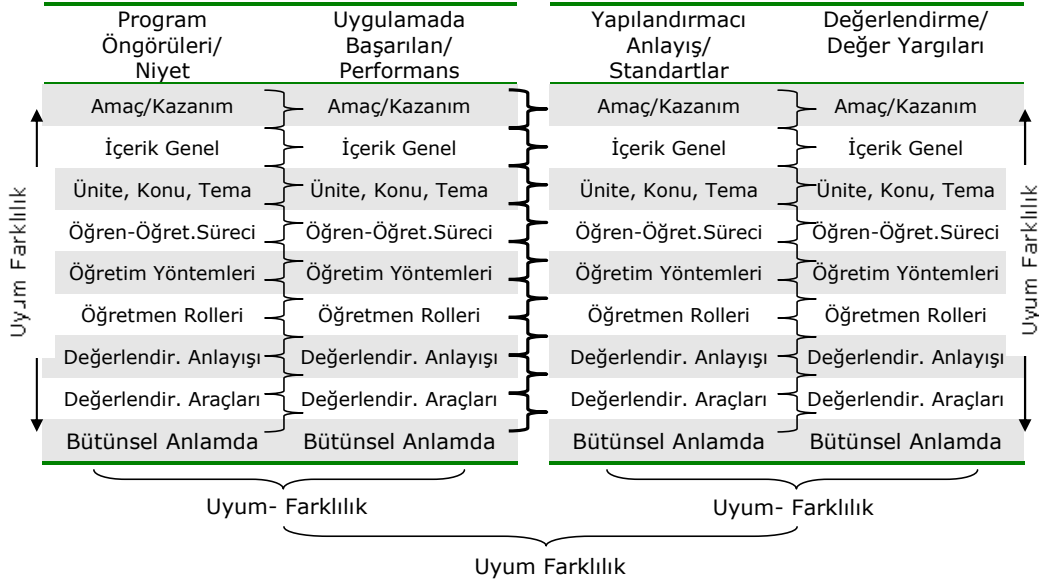 Program Öngörüleri/ Niyet
Uygulamada Başarılan/ Performans
Yapılandırmacı Anlayış/ Standartlar
Değerlendirme/ Değer Yargıları
Amaç/Kazanım Amaç/Kazanım Amaç/Kazanım Amaç/Kazanım
İçerik Genel İçerik Genel İçerik Genel İçerik Genel
Ünite, Konu, Tema Ünite, Konu, Tema Ünite, Konu, Tema Ünite, Konu, Tema
Öğren-Öğret.Süreci Öğren-Öğret.Süreci Öğren-Öğret.Süreci Öğren-Öğret.Süreci
Öğretim Yöntemleri Öğretim Yöntemleri Öğretim Yöntemleri Öğretim Yöntemleri
Öğretmen Rolleri Öğretmen Rolleri Öğretmen Rolleri Öğretmen Rolleri
Değerlendir. Anlayışı Değerlendir. Anlayışı Değerlendir. Anlayışı Değerlendir. Anlayışı
Değerlendir. Araçları Değerlendir. Araçları Değerlendir. Araçları Değerlendir. Araçları
Bütünsel Anlamda Bütünsel Anlamda Bütünsel Anlamda Bütünsel Anlamda
Uyum Farklılık
Uyum Farklılık
Uyum- Farklılık Uyum- Farklılık
Uyum Farklılık